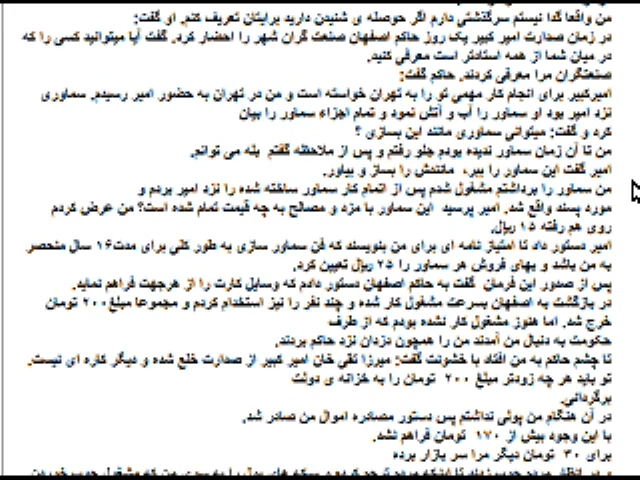 من واقعا گدا نیستم سرگذشتی دارم اگر حوصله ی شنیدن دارید برایتان تعریف کنم. او گفت:
در زمان صدارت امیر کبیر یک روز حاکم اصفهان صنعت گران شهر را احضار کرد. گفت آیا میتوانید کسی را که
در میان شما از همه استادتر است معرفی کنید.
صنعتگران مرا معرفی کردند. حاکم گفت:
امیرکبیر برای انجام کار مهمی تو را به تهران خواسته است و من در تهران به حضور امیر رسیدم. سماوری
نزد امیر بود او سماور را آب و آتش نمود و تمام اجزاء سماور را بیان
کرد و گفت: میتوانی سماوری مانند این بسازی ؟
من تا آن زمان سماور ندیده بودم جلو رفتم و پس از ملاحظه گفتم بله می توانم.
امیر گفت این سماور را ببر، مانندش را بساز و بیاور.
من سماور را برداشتم مشغول شدم پس از اتمام کار سماور ساخته شده را نزد امیر بردم و
مورد پسند واقع شد. امیر پرسید این سماور با مزد و مصالح به چه قیمت تمام شده است؟ من عرض کردم
روی هم رفته ۱۵ ریال.
امیر دستور داد تا امتیاز نامه ای برای من بنویسند که فن سماور سازی به طور کلی برای مدت۱۶ سال منحصر
به من باشد و بهای فروش هر سماور را ۲۵ ریال تعیین کرد.
پس از صدور این فرمان گفت به حاکم اصفهان دستور دادم که وسایل کارت را از هرجهت فراهم نماید.
در بازگشت به اصفهان بسرعت مشغول کار شده و چند نفر را نیز استخدام کردم و مجموعا مبلغ۲۰۰ تومان
خرج شد. اما هنوز مشغول کار نشده بودم که از طرف
حکومت به دنبال من آمدند من را همچون دزدان نزد حاکم بردند.
تا چشم حاکم به من افتاد با خشونت گفت: میرزا تقی خان امیر کبیر از صدارت خلع شده و دیگر کاره ای نیست.
تو باید هر چه زودتر مبلغ ۲۰۰ تومان را به خزانه ی دولت
برگردانی.
در آن هنگام من پولی نداشتم پس دستور مصادره اموال من صادر شد.
با این وجود بیش از ۱۷۰ تومان فراهم نشد.
برای ۳۰ تومان دیگر مرا سر بازار برده